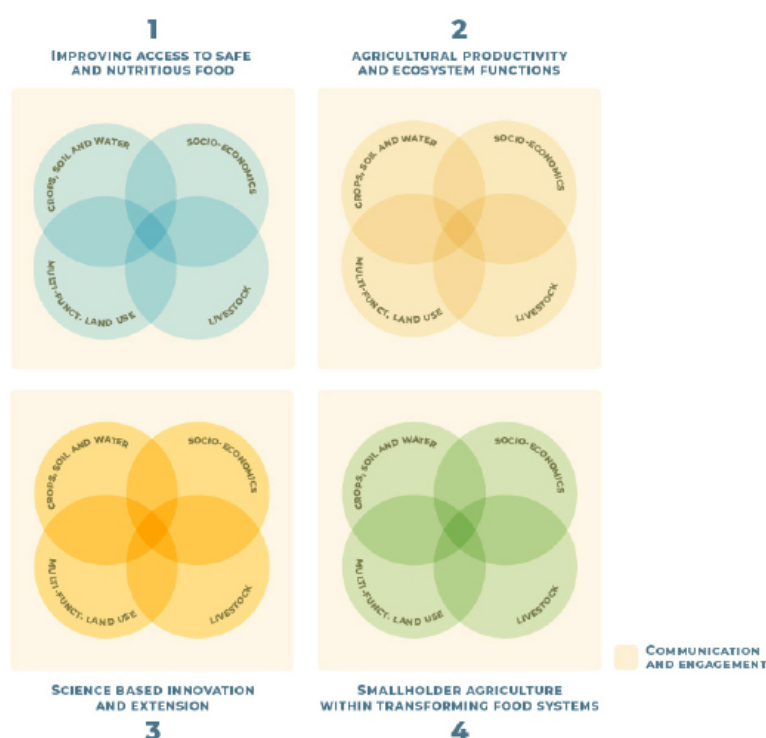 1
IMPROVING ACCESS TO SAFE
AND NUTRITIOUS FOOD
2
AGRICULTURAL PRODUCTIVITY
AND ECOSYSTEM FUNCTIONS
CROPS, SOIL AND WATER
SOCIO-ECONOMICS
MULTI-FUNCT. LAND USE
LIVESTOCK
CROPS, SOIL AND WATER
SOCIO-ECONOMICS
MULTI-FUNCT. LAND USE
LIVESTOCK
CROPS, SOIL AND WATER
SOCIO-ECONOMICS
MULTI-FUNCT. LAND USE
LIVESTOCK
CROPS, SOIL AND WATER
SOCIO-ECONOMICS
MULTI-FUNCT. LAND USE
LIVESTOCK
COMMUNICATION
AND ENGAGEMENT
SCIENCE BASED INNOVATION
AND EXTENSION
3
SMALLHOLDER AGRICULTURE
WITHIN TRANSFORMING FOOD SYSTEMS
4